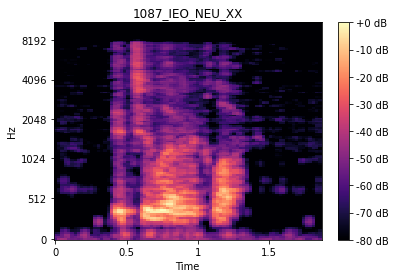 1087_IEO_NEU_XX
+0 dB
8192
-10 dB
4096
-20 dB
-30 dB
2048
Hz
-40 dB
1024
-50 dB
512
-60 dB
-70 dB
0
-80 dB
0 0.5 1 1.5
Time